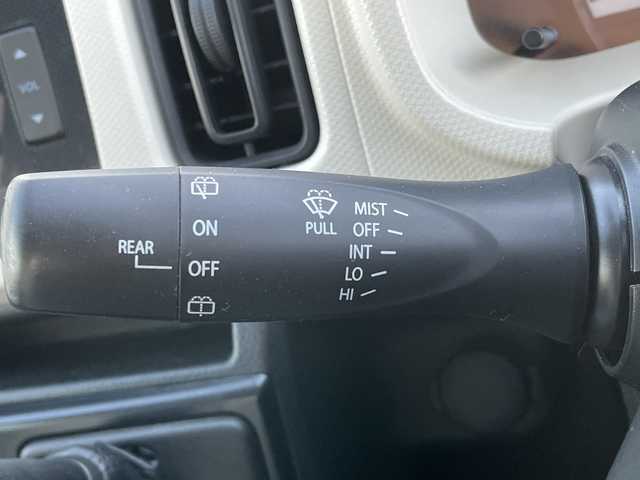 VOL
REAR
ON
OFF
PULL
MIST
OFF
INT
LO
HI